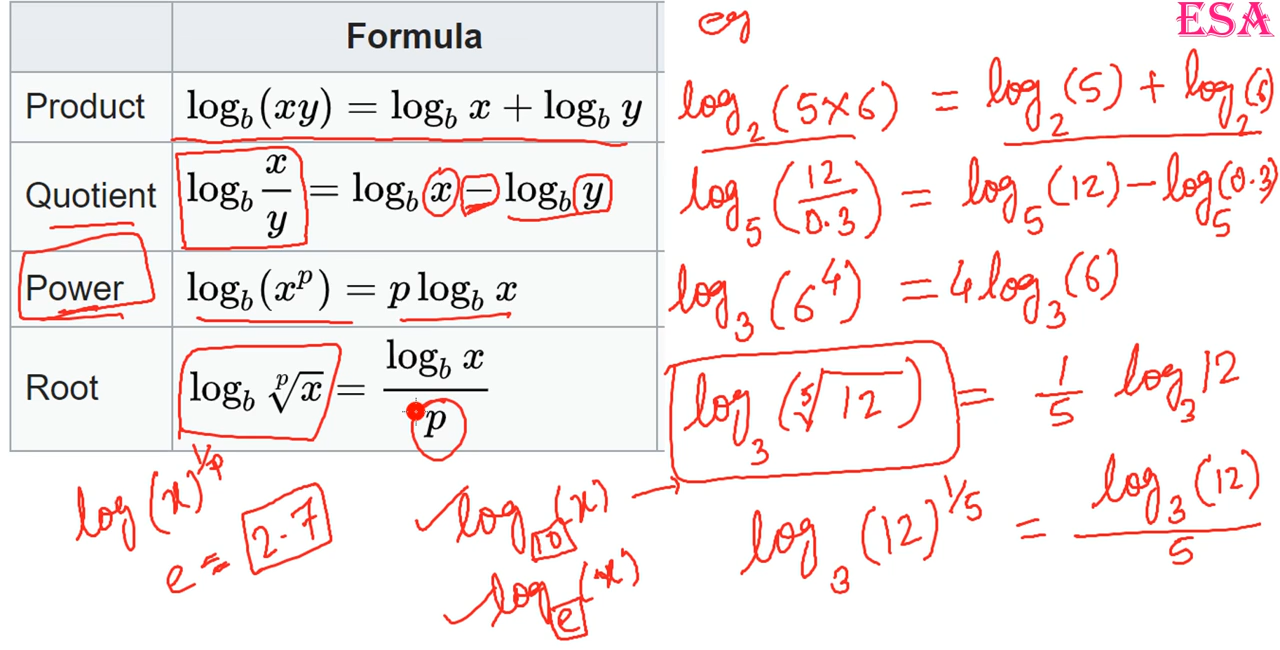 ESA
Formula
Product log_b(xy) = log_b x + log_b y
Quotient log_b x/y = log_b x − log_b y
Power log_b(x^p) = p log_b x
Root log_b ᵖ√x = log_b x / p
eg
log_2 (5×6) = log_2 (5) + log_2 (6)
log_5 (12/0.3) = log_5 (12) − log_5 (0.3)
log_3 (6^4) = 4 log_3 (6)
log_3 (⁵√12) = 1/5 log_3 12
log_3 (12)^1/5 = log_3 (12) / 5
log (x)^1/p
e = 2.7
log_10 (x)
log_e (x)